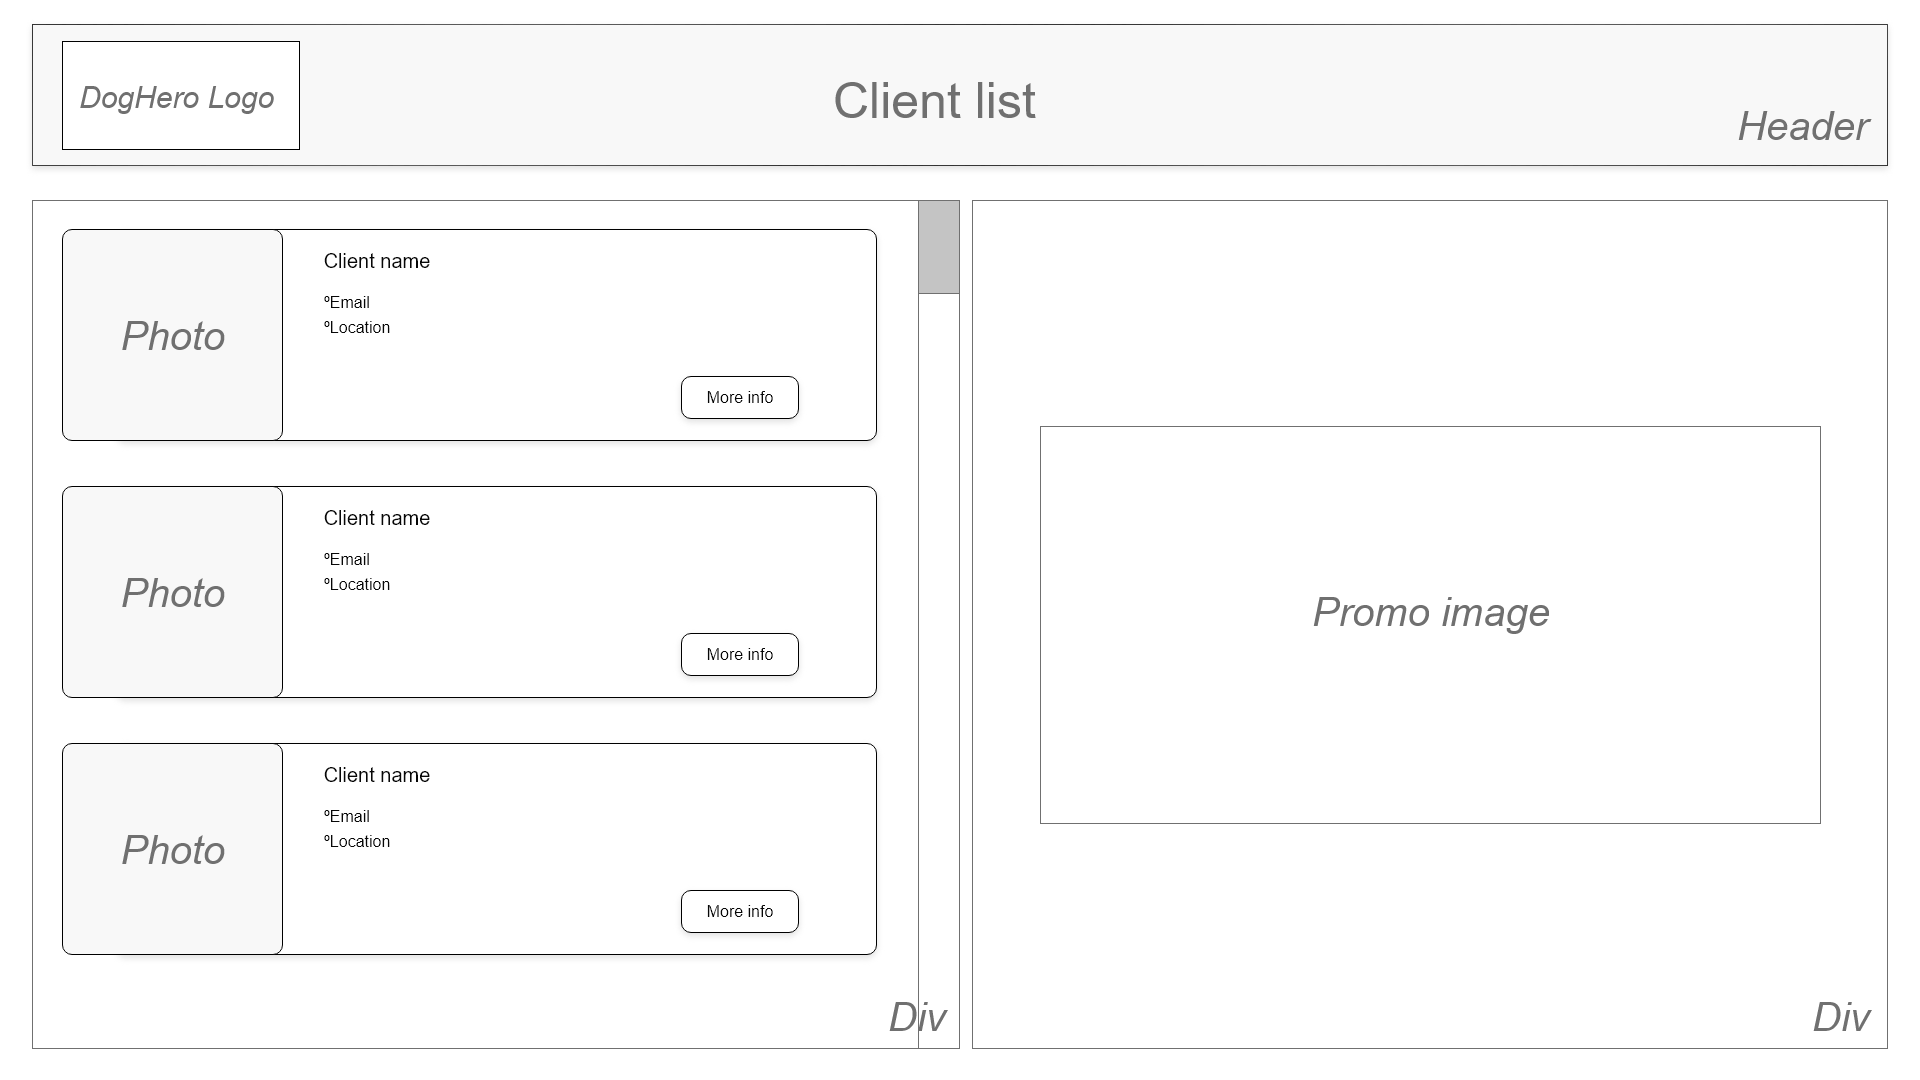 DogHero Logo
Client list
Header
Photo
Client name
ºEmail
ºLocation
More info
Photo
Client name
ºEmail
ºLocation
More info
Photo
Client name
ºEmail
ºLocation
More info
Div
Promo image
Div